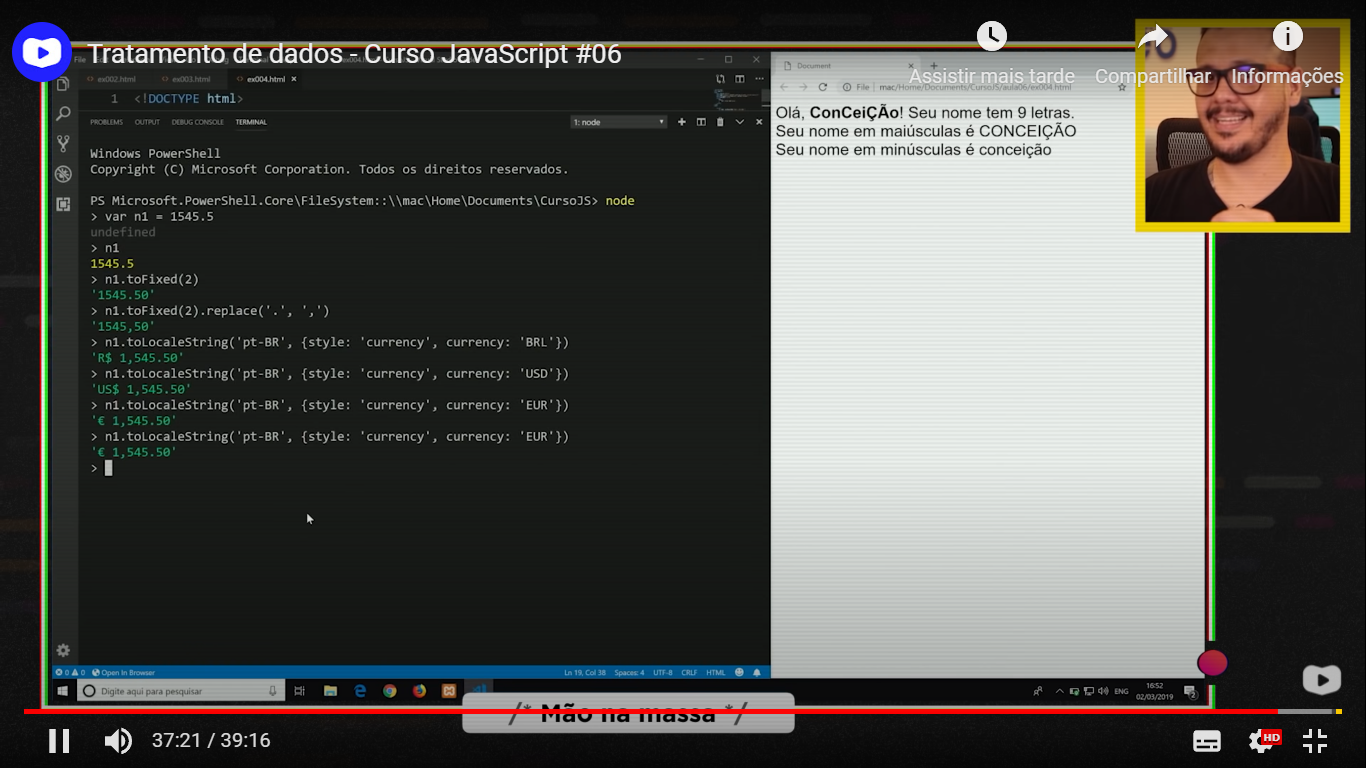 Tratamento de dados - Curso JavaScript #06
Assistir mais tarde
Compartilhar
Informações
File
ex002.html
ex003.html
ex004.html
1 <!DOCTYPE html>
PROBLEMS OUTPUT DEBUG CONSOLE TERMINAL
1: node
Windows PowerShell
Copyright (C) Microsoft Corporation. Todos os direitos reservados.
PS Microsoft.PowerShell.Core\FileSystem::\\mac\Home\Documents\CursoJS> node
> var n1 = 1545.5
undefined
> n1
1545.5
> n1.toFixed(2)
'1545.50'
> n1.toFixed(2).replace('.', ',')
'1545,50'
> n1.toLocaleString('pt-BR', {style: 'currency', currency: 'BRL'})
'R$ 1,545.50'
> n1.toLocaleString('pt-BR', {style: 'currency', currency: 'USD'})
'US$ 1,545.50'
> n1.toLocaleString('pt-BR', {style: 'currency', currency: 'EUR'})
'€ 1,545.50'
> n1.toLocaleString('pt-BR', {style: 'currency', currency: 'EUR'})
'€ 1,545.50'
>
Document
File | mac/Home/Documents/CursoJS/aula06/ex004.html
Olá, ConCeiÇÃo! Seu nome tem 9 letras.
Seu nome em maiúsculas é CONCEIÇÃO
Seu nome em minúsculas é conceição
0 0 Open In Browser
Ln 19, Col 38 Spaces: 4 UTF-8 CRLF HTML
Digite aqui para pesquisar
ENG
16:52
02/03/2019
2
/* Mão na massa */
37:21 / 39:16
HD